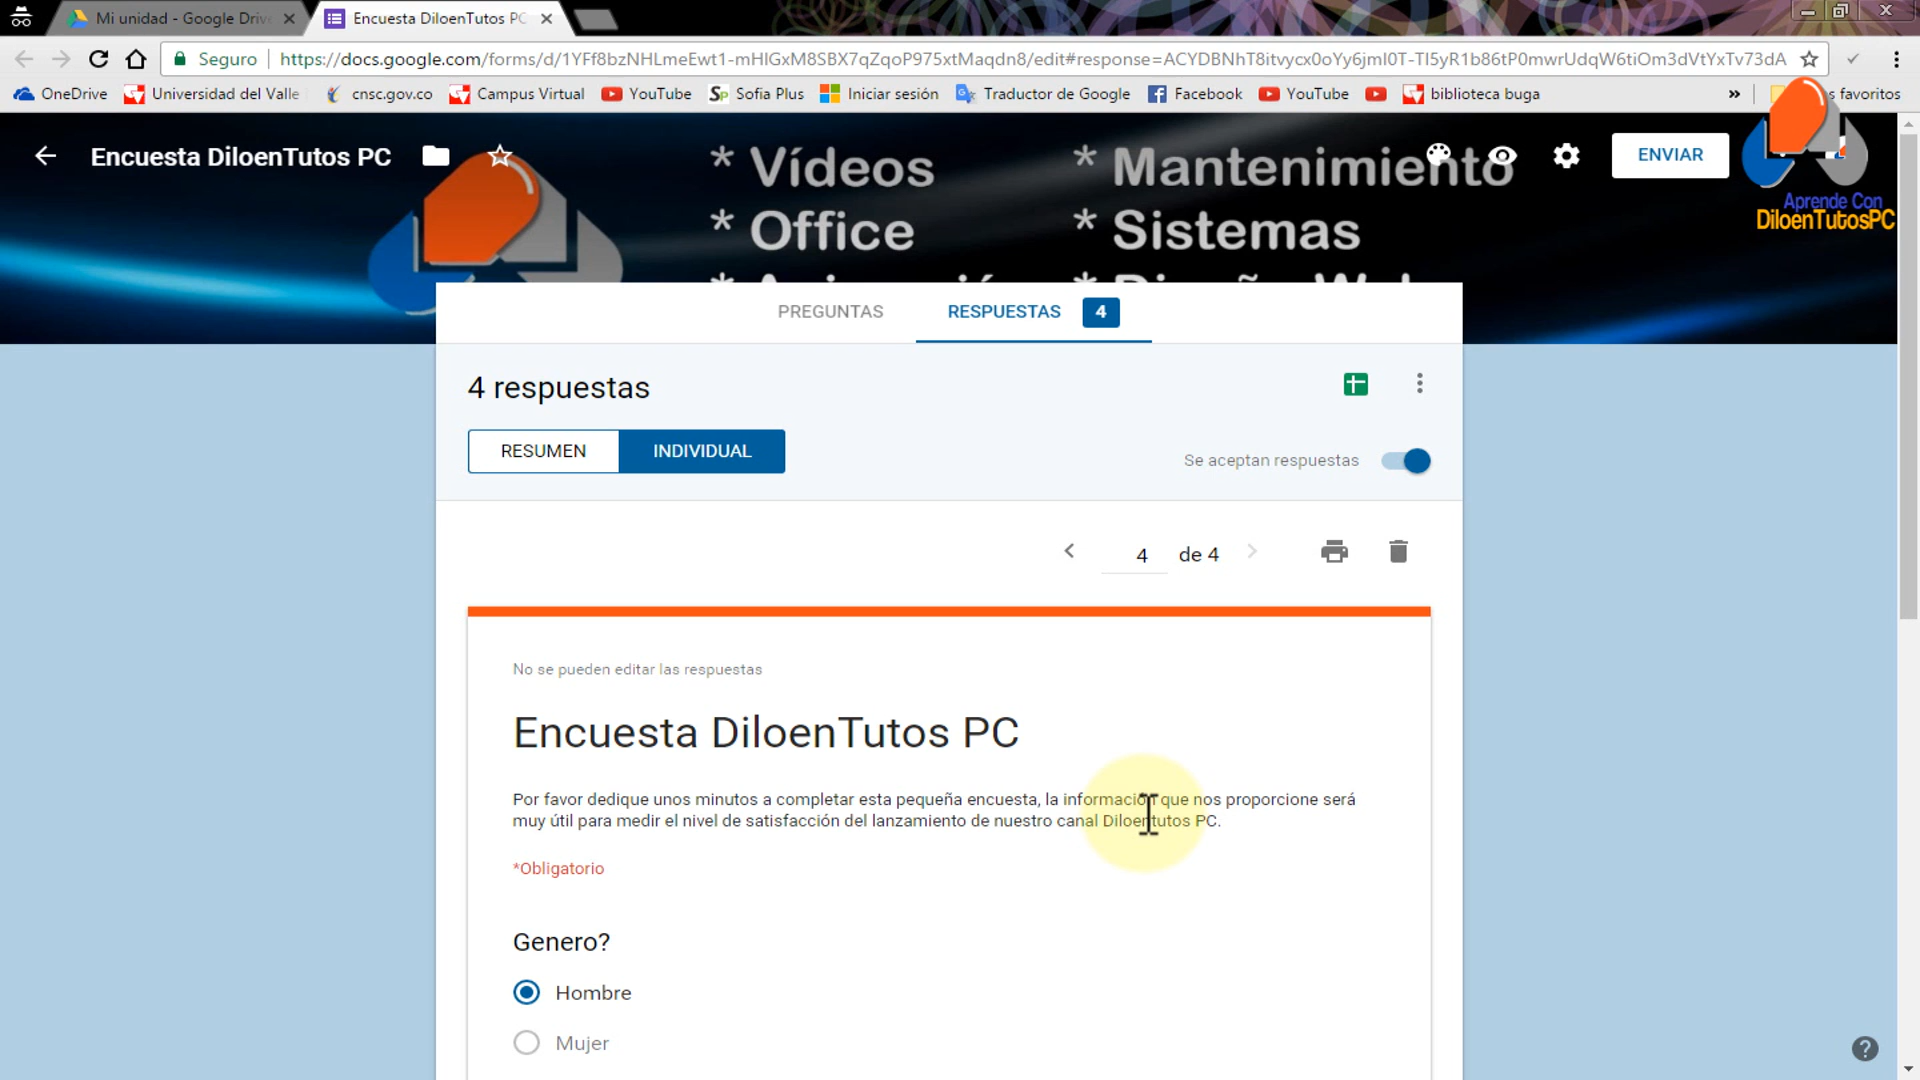 Mi unidad - Google Driv
Encuesta DiloenTutos PC
Seguro
https://docs.google.com/forms/d/1YFf8bzNHLmeEwt1-mHIGxM8SBX7qZqoP975xtMaqdn8/edit#response=ACYDBNhT8itvycx0oYy6jmI0T-TI5yR1b86tP0mwrUdqW6tiOm3dVtYxTv73dA
OneDrive
Universidad del Valle
cnsc.gov.co
Campus Virtual
YouTube
Sofia Plus
Iniciar sesión
Traductor de Google
Facebook
YouTube
biblioteca buga
»
s favoritos
Encuesta DiloenTutos PC
* Vídeos
* Mantenimiento
* Office
* Sistemas
ENVIAR
Aprende Con
DiloenTutosPC
PREGUNTAS
RESPUESTAS
4
4 respuestas
RESUMEN
INDIVIDUAL
Se aceptan respuestas
4
de 4
No se pueden editar las respuestas
Encuesta DiloenTutos PC
Por favor dedique unos minutos a completar esta pequeña encuesta, la información que nos proporcione será
muy útil para medir el nivel de satisfacción del lanzamiento de nuestro canal Diloentutos PC.
*Obligatorio
Genero?
Hombre
Mujer